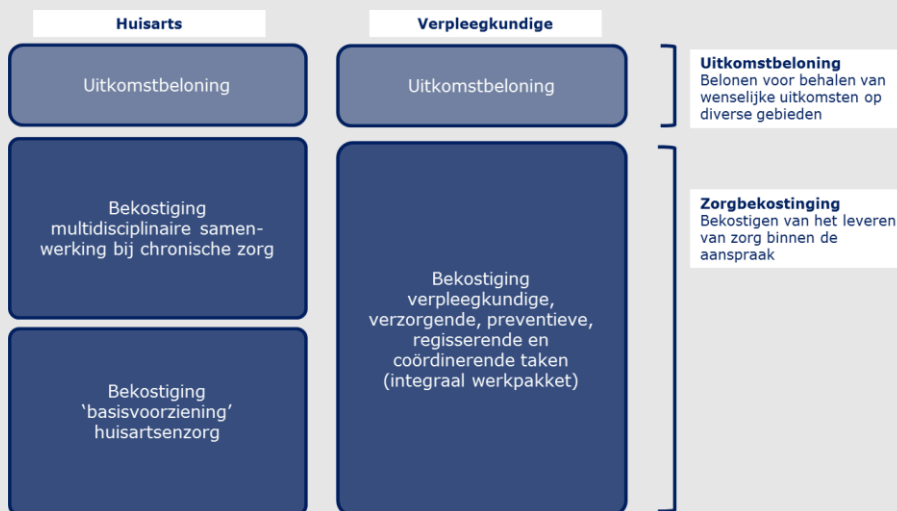 Huisarts
Verpleegkundige
Uitkomstbeloning
Uitkomstbeloning
Uitkomstbeloning
Belonen voor behalen van
wenselijke uitkomsten op
diverse gebieden
Bekostiging
multidisciplinaire samen-
werking bij chronische zorg
Bekostiging
‘basisvoorziening’
huisartsenzorg
Bekostiging
verpleegkundige,
verzorgende, preventieve,
regisserende en
coördinerende taken
(integraal werkpakket)
Zorgbekostinging
Bekostigen van het leveren
van zorg binnen de
aanspraak